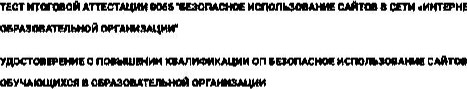 ТЕСТ ИТОГОВОЙ АТТЕСТАЦИИ 0066 "БЕЗОПАСНОЕ ИСПОЛЬЗОВАНИЕ САЙТОВ В СЕТИ «ИНТЕРНЕ
ОБРАЗОВАТЕЛЬНОЙ ОРГАНИЗАЦИИ"
УДОСТОВЕРЕНИЕ О ПОВЫШЕНИИ КВАЛИФИКАЦИИ ОП БЕЗОПАСНОЕ ИСПОЛЬЗОВАНИЕ САЙТОВ
ОБУЧАЮЩИХСЯ В ОБРАЗОВАТЕЛЬНОЙ ОРГАНИЗАЦИИ